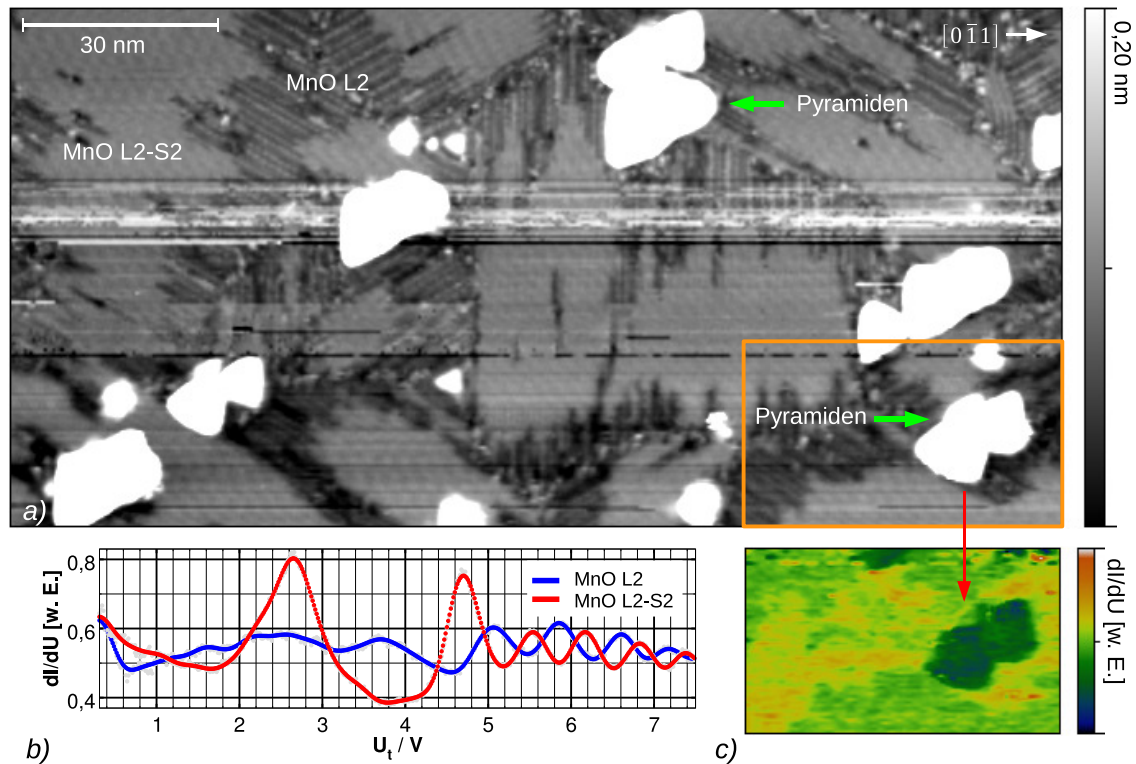 30 nm
[0 1̅ 1]
MnO L2
Pyramiden
MnO L2-S2
0,20 nm
Pyramiden
a)
0.8
0.6
0,4
dI/dU [w. E.]
MnO L2
MnO L2-S2
1 2 3 4 5 6 7
U_t / V
b)
c)
dI/dU [w. E.]